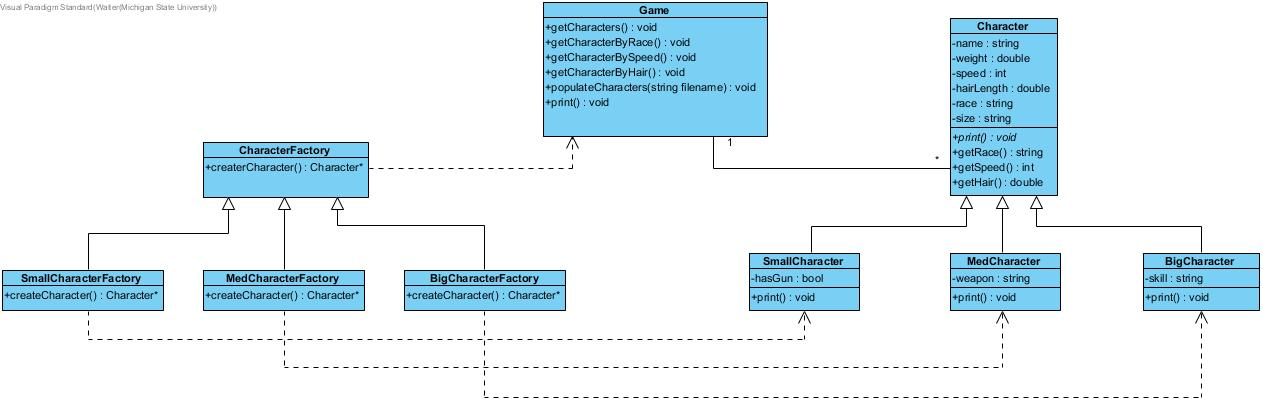 Visual Paradigm Standard(Walter(Michigan State University))
Game
+getCharacters() : void
+getCharacterByRace() : void
+getCharacterBySpeed() : void
+getCharacterByHair() : void
+populateCharacters(string filename) : void
+print() : void
Character
-name : string
-weight : double
-speed : int
-hairLength : double
-race : string
-size : string
+print() : void
+getRace() : string
+getSpeed() : int
+getHair() : double
1
*
CharacterFactory
+createrCharacter() : Character*
SmallCharacterFactory
+createCharacter() : Character*
MedCharacterFactory
+createCharacter() : Character*
BigCharacterFactory
+createCharacter() : Character*
SmallCharacter
-hasGun : bool
+print() : void
MedCharacter
-weapon : string
+print() : void
BigCharacter
-skill : string
+print() : void